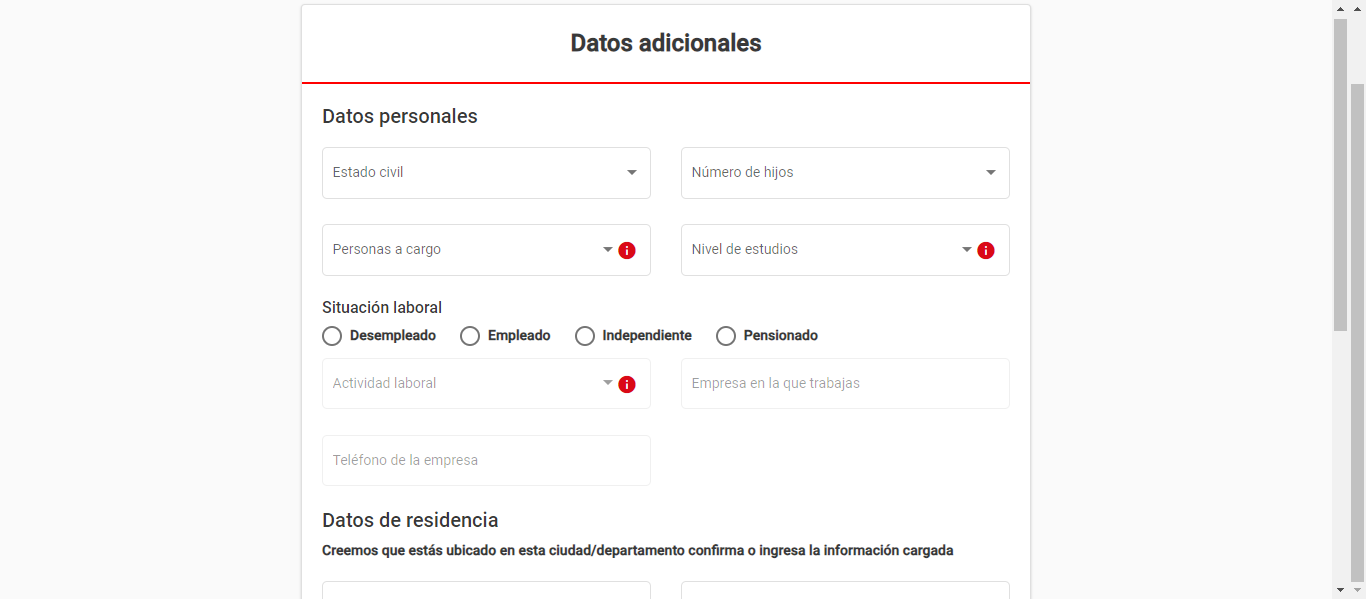 Datos adicionales
Datos personales
Estado civil
Número de hijos
Personas a cargo
Nivel de estudios
Situación laboral
Desempleado Empleado Independiente Pensionado
Actividad laboral
Empresa en la que trabajas
Teléfono de la empresa
Datos de residencia
Creemos que estás ubicado en esta ciudad/departamento confirma o ingresa la información cargada